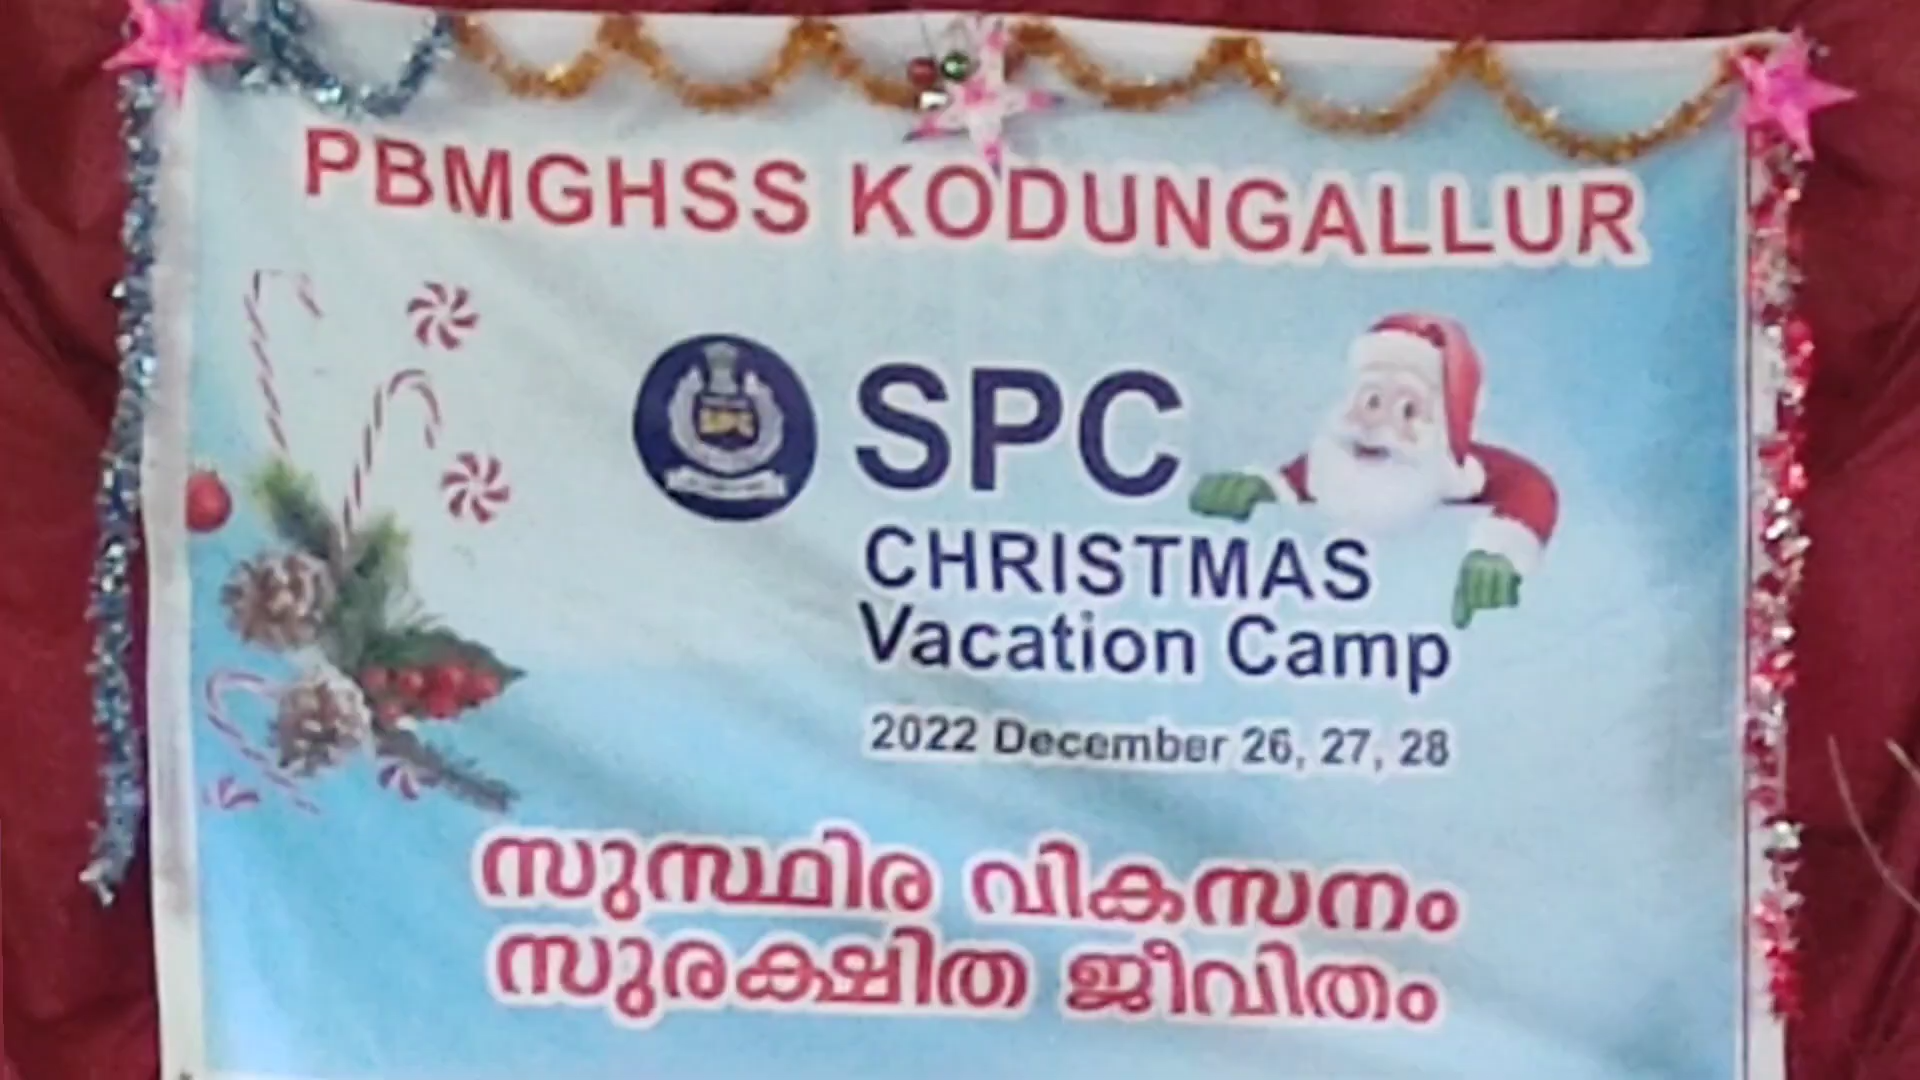 PBMGHSS KODUNGALLUR
SPC
SPC
CHRISTMAS
Vacation Camp
2022 December 26, 27, 28
സുസ്ഥിര വികസനം
സുരക്ഷിത ജീവിതം